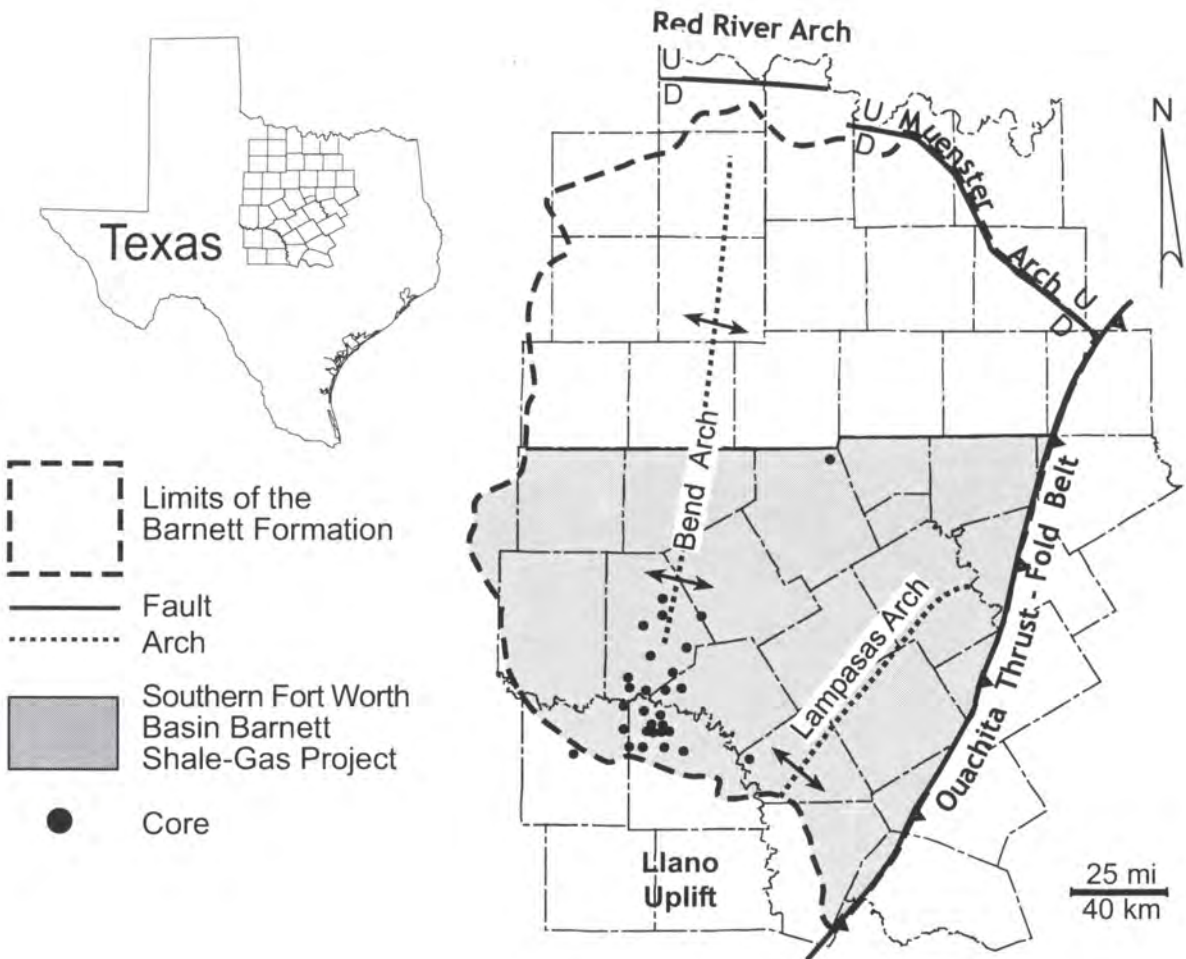 Red River Arch
U
D
U
D
Muenster
Arch
U
D
N
Texas
Bend Arch
Lampasas Arch
Ouachita Thrust - Fold Belt
Limits of the
Barnett Formation
Fault
Arch
Southern Fort Worth
Basin Barnett
Shale-Gas Project
Core
Llano
Uplift
25 mi
40 km